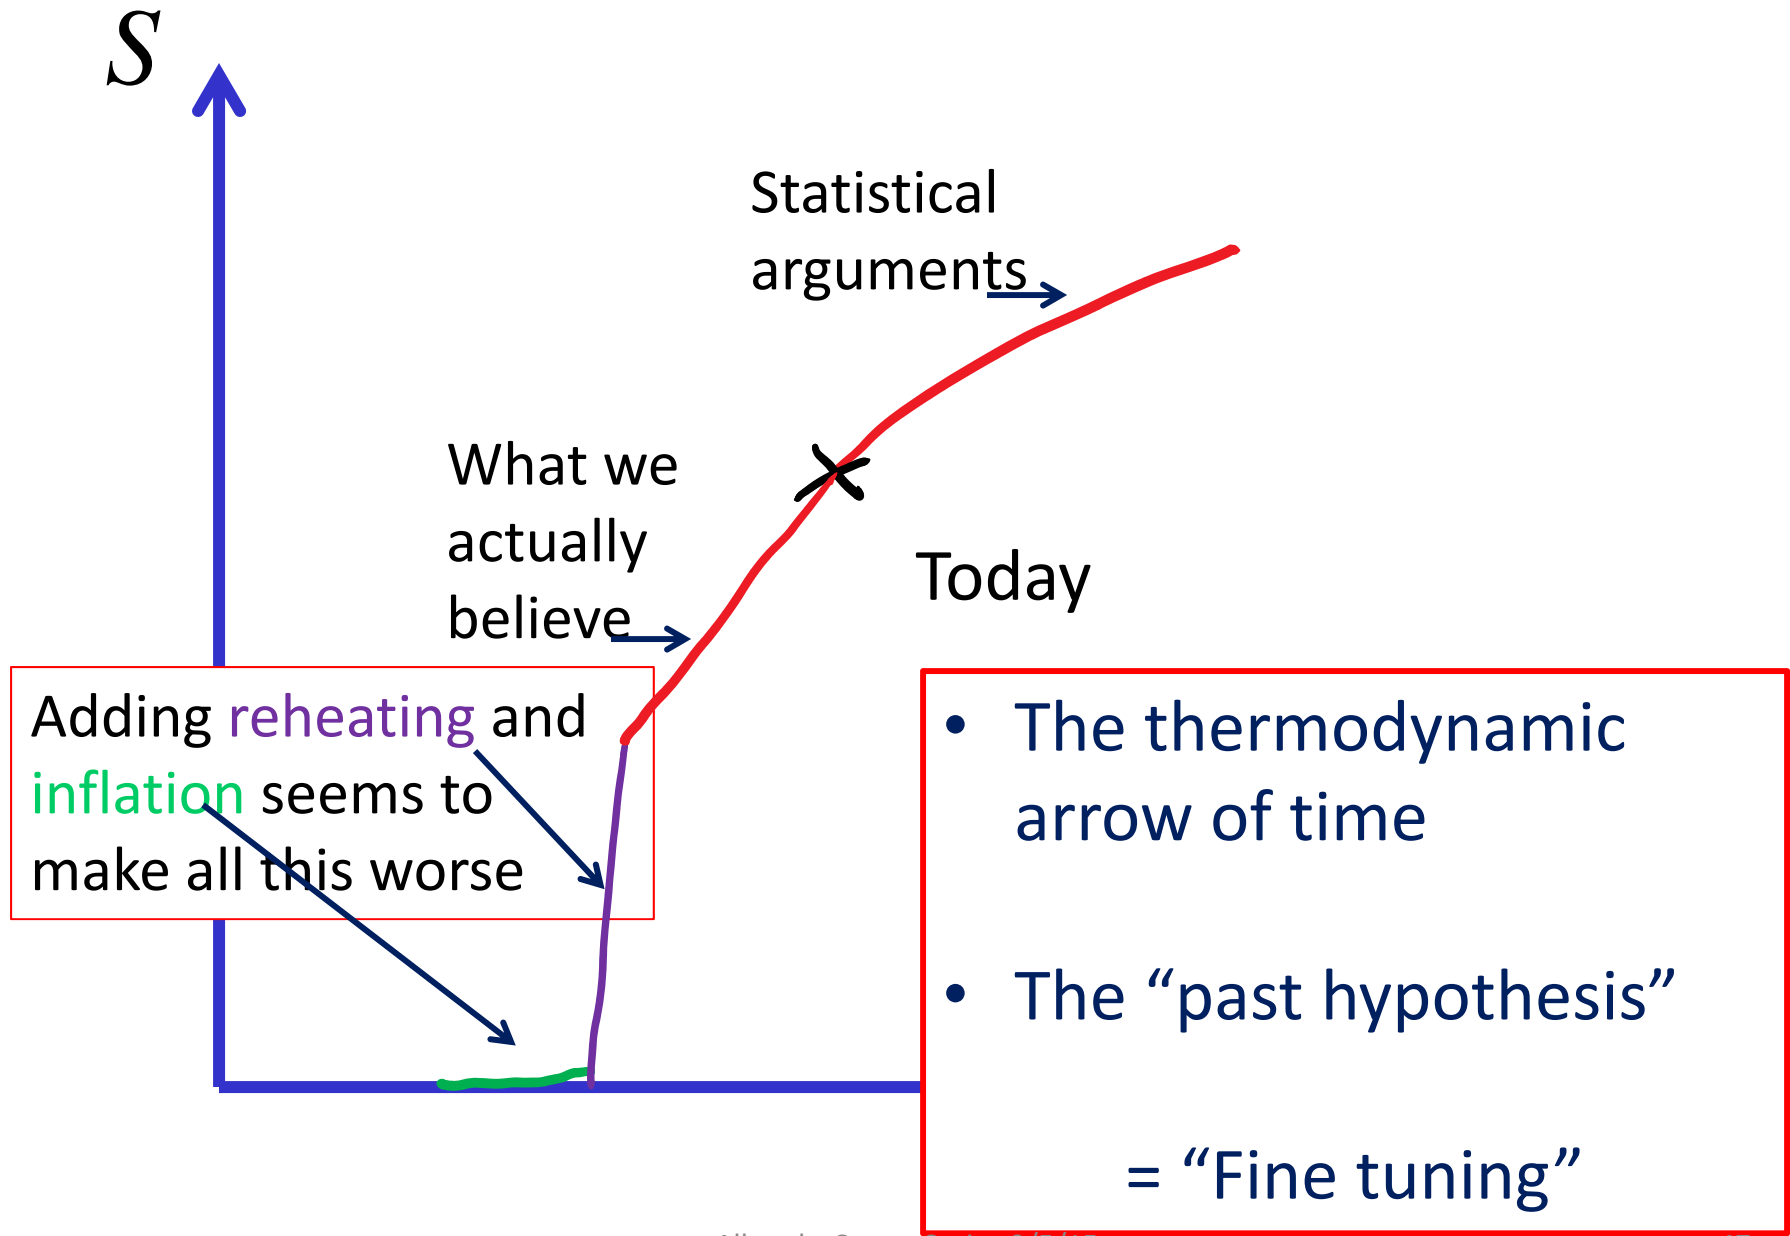 S
Statistical
arguments
What we
actually
believe
Today
Adding reheating and
inflation seems to
make all this worse
• The thermodynamic
arrow of time
• The “past hypothesis”
= “Fine tuning”